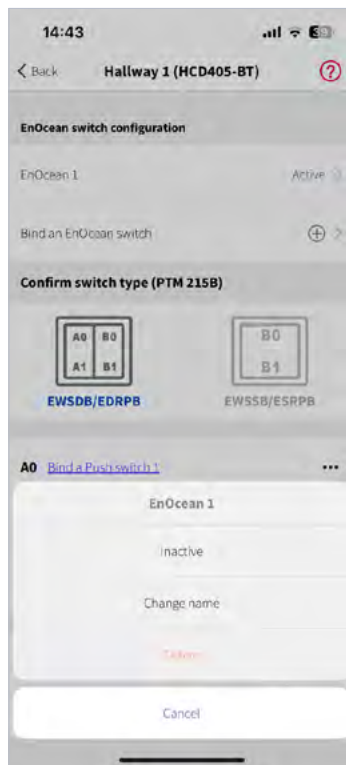 14:43
Back Hallway 1 (HCD405-BT) ?
EnOcean switch configuration
EnOcean 1 Active
Bind an EnOcean switch
Confirm switch type (PTM 215B)
A0 B0
A1 B1
EWSDB/EDRPB
B0
B1
EWSSB/ESRPB
A0 Bind a Push switch 1 •••
EnOcean 1
Inactive
Change name
Delete
Cancel